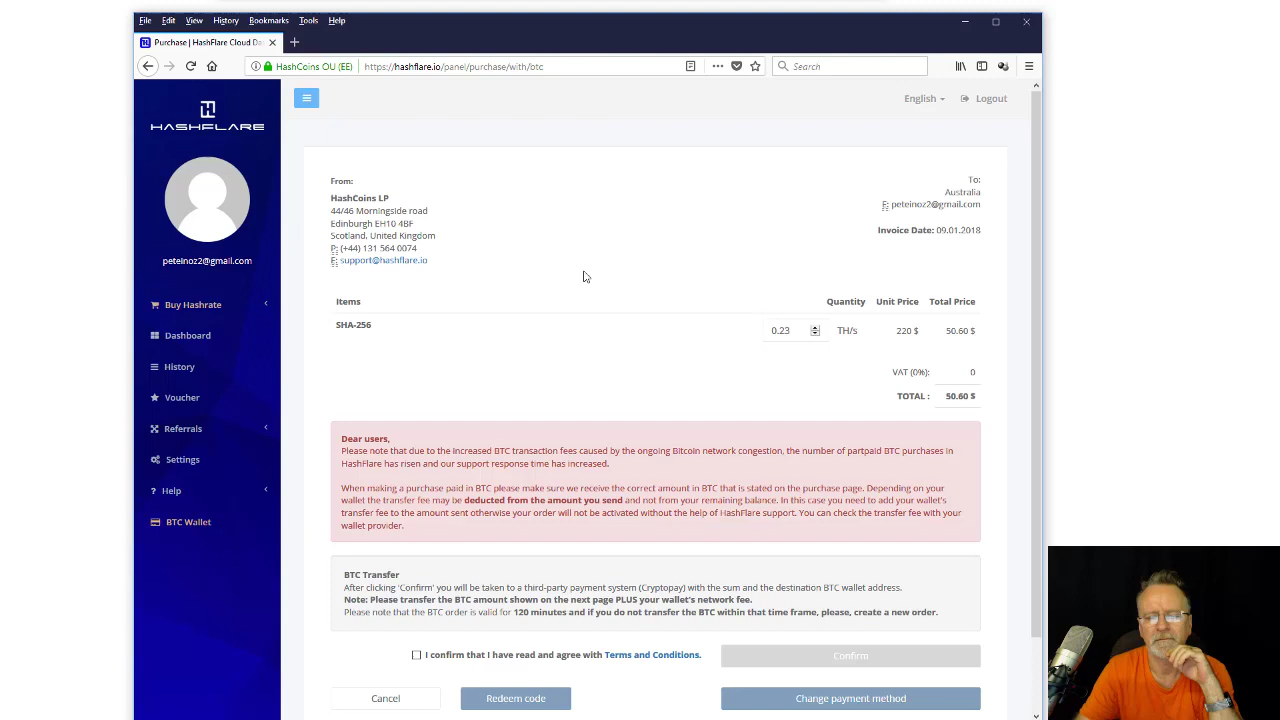 File Edit View History Bookmarks Tools Help
Purchase | HashFlare Cloud Da
HashCoins OU (EE) https://hashflare.io/panel/purchase/with/btc Search
HASHFLARE
peteinoz2@gmail.com
Buy Hashrate
Dashboard
History
Voucher
Referrals
Settings
Help
BTC Wallet
English Logout
From:
HashCoins LP
44/46 Morningside road
Edinburgh EH10 4BF
Scotland, United Kingdom
P: (+44) 131 564 0074
E: support@hashflare.io
To:
Australia
E: peteinoz2@gmail.com
Invoice Date: 09.01.2018
Items Quantity Unit Price Total Price
SHA-256 0.23 TH/s 220 $ 50.60 $
VAT (0%): 0
TOTAL : 50.60 $
Dear users,
Please note that due to the increased BTC transaction fees caused by the ongoing Bitcoin network congestion, the number of partpaid BTC purchases in
HashFlare has risen and our support response time has increased.
When making a purchase paid in BTC please make sure we receive the correct amount in BTC that is stated on the purchase page. Depending on your
wallet the transfer fee may be deducted from the amount you send and not from your remaining balance. In this case you need to add your wallet's
transfer fee to the amount sent otherwise your order will not be activated without the help of HashFlare support. You can check the transfer fee with your
wallet provider.
BTC Transfer
After clicking 'Confirm' you will be taken to a third-party payment system (Cryptopay) with the sum and the destination BTC wallet address.
Note: Please transfer the BTC amount shown on the next page PLUS your wallet's network fee.
Please note that the BTC order is valid for 120 minutes and if you do not transfer the BTC within that time frame, please, create a new order.
I confirm that I have read and agree with Terms and Conditions.
Confirm
Cancel Redeem code Change payment method